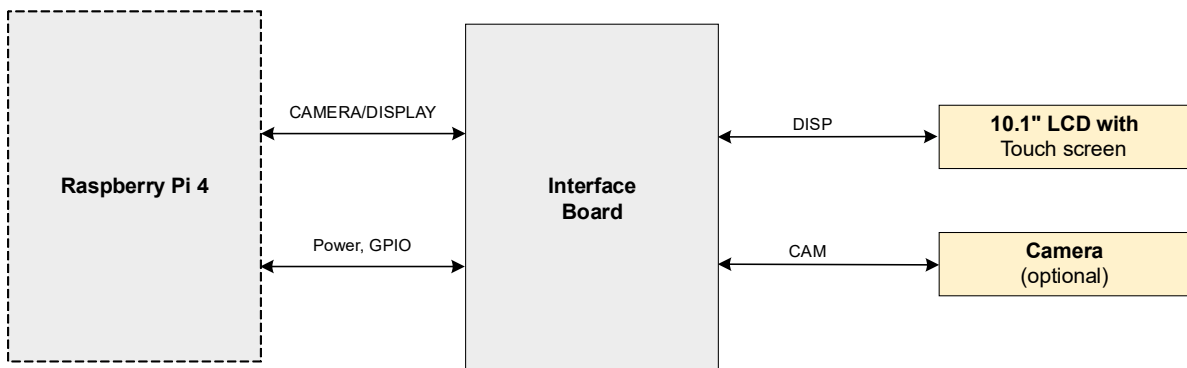 Raspberry Pi 4
CAMERA/DISPLAY
Power, GPIO
Interface
Board
DISP
CAM
10.1" LCD with
Touch screen
Camera
(optional)